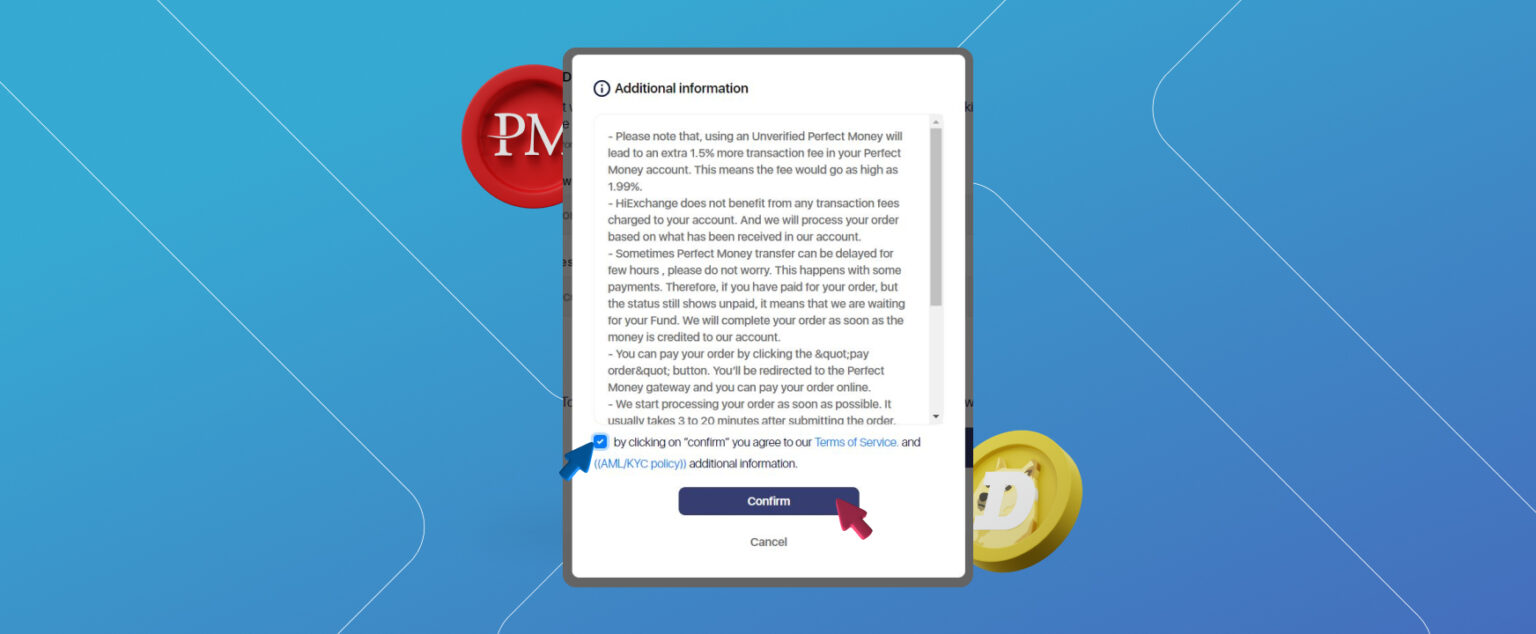 PM
Additional information
- Please note that, using an Unverified Perfect Money will
lead to an extra 1.5% more transaction fee in your Perfect
Money account. This means the fee would go as high as
1.99%.
- HiExchange does not benefit from any transaction fees
charged to your account. And we will process your order
based on what has been received in our account.
- Sometimes Perfect Money transfer can be delayed for
few hours , please do not worry. This happens with some
payments. Therefore, if you have paid for your order, but
the status still shows unpaid, it means that we are waiting
for your Fund. We will complete your order as soon as the
money is credited to our account.
- You can pay your order by clicking the &quot;pay
order&quot; button. You'll be redirected to the Perfect
Money gateway and you can pay your order online.
- We start processing your order as soon as possible. It
usually takes 3 to 20 minutes after submitting the order.
by clicking on "confirm" you agree to our Terms of Service. and
((AML/KYC policy)) additional information.
Confirm
Cancel
D